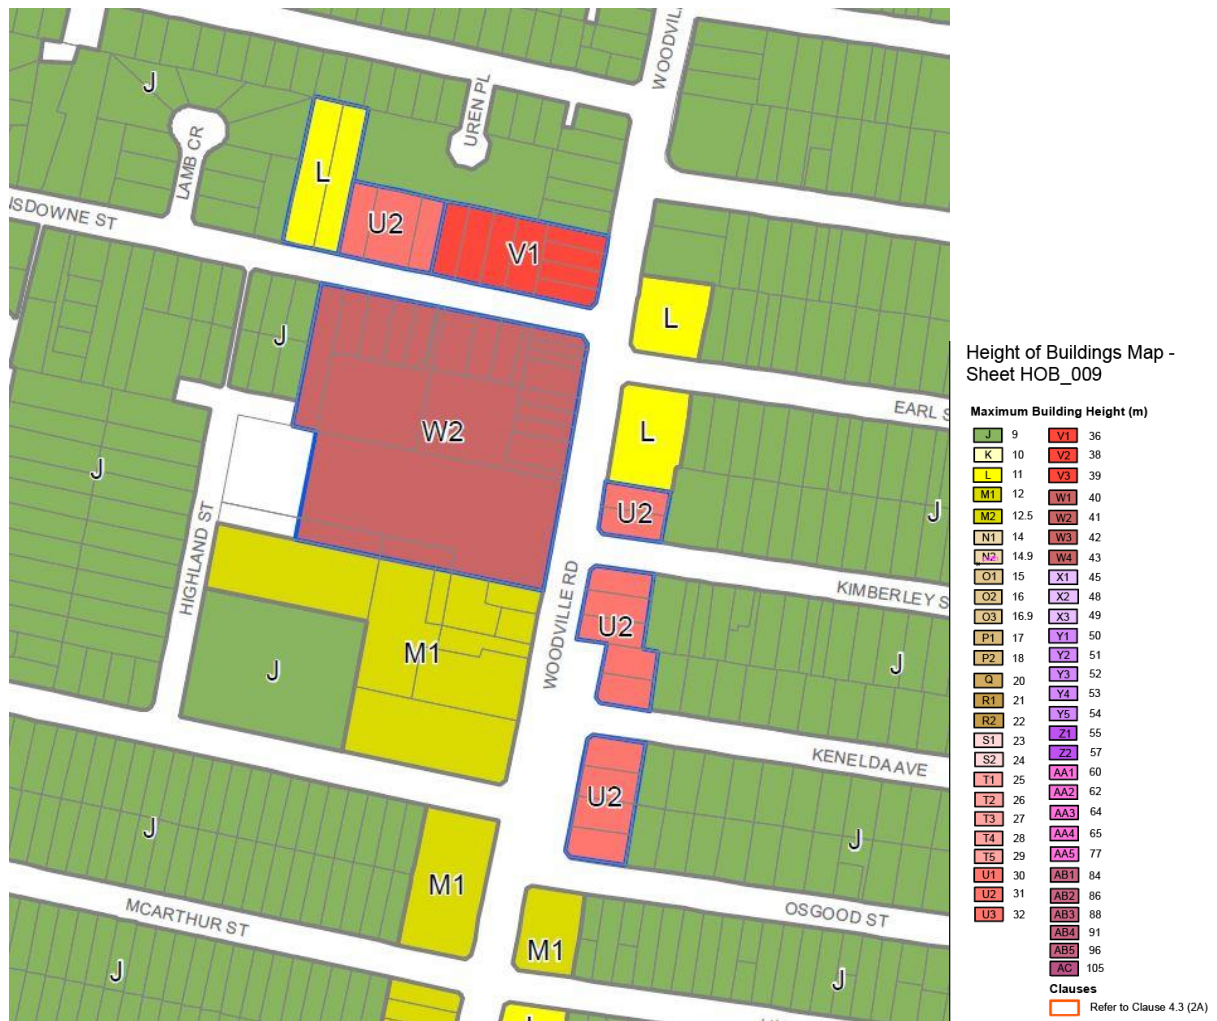 WOODVIL
J
UREN PL
LAMB CR
L
NSDOWNE ST
U2
V1
L
J
W2
EARL S
L
J
U2
J
HIGHLAND ST
WOODVILLE RD
KIMBERLEY S
U2
M1
J
J
KENELDA AVE
U2
J
J
M1
MCARTHUR ST
OSGOOD ST
M1
J
J
L
Height of Buildings Map -
Sheet HOB_009
Maximum Building Height (m)
J 9
K 10
L 11
M1 12
M2 12.5
N1 14
N2 14.9
O1 15
O2 16
O3 16.9
P1 17
P2 18
Q 20
R1 21
R2 22
S1 23
S2 24
T1 25
T2 26
T3 27
T4 28
T5 29
U1 30
U2 31
U3 32
V1 36
V2 38
V3 39
W1 40
W2 41
W3 42
W4 43
X1 45
X2 48
X3 49
Y1 50
Y2 51
Y3 52
Y4 53
Y5 54
Z1 55
Z2 57
AA1 60
AA2 62
AA3 64
AA4 65
AA5 77
AB1 84
AB2 86
AB3 88
AB4 91
AB5 96
AC 105
Clauses
Refer to Clause 4.3 (2A)